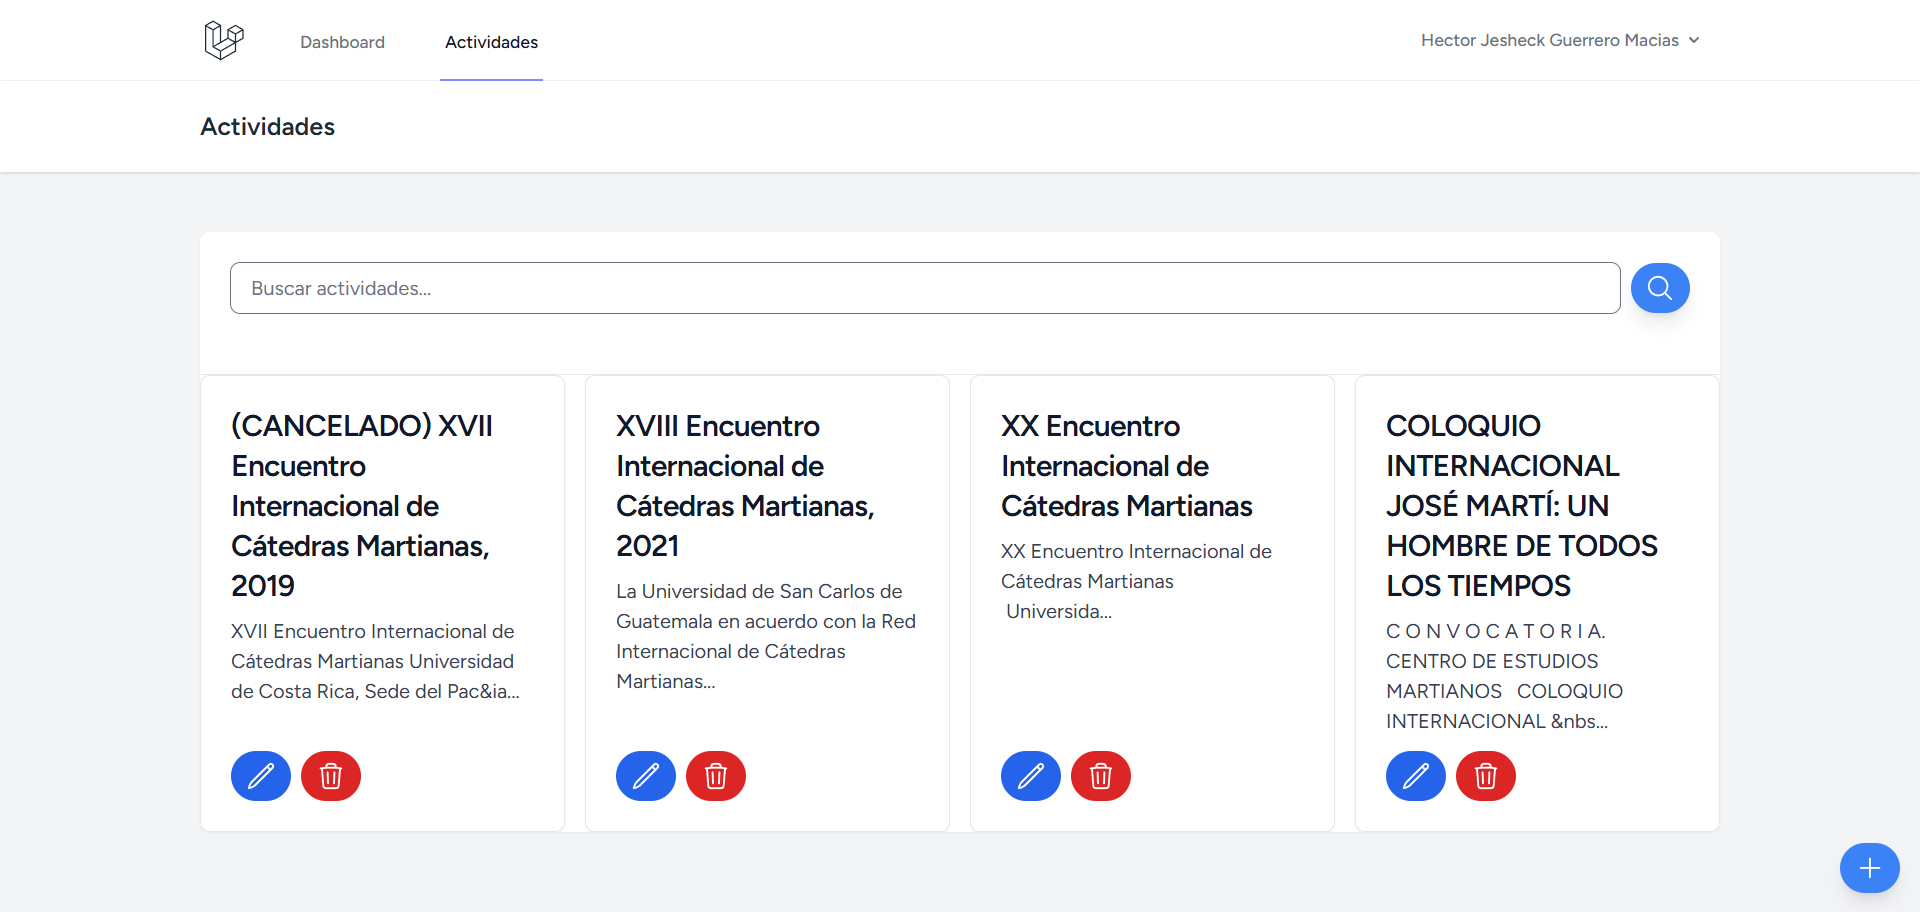 Dashboard
Actividades
Hector Jesheck Guerrero Macias
Actividades
Buscar actividades...
(CANCELADO) XVII
Encuentro
Internacional de
Cátedras Martianas,
2019
XVII Encuentro Internacional de
Cátedras Martianas Universidad
de Costa Rica, Sede del Pac&ia...
XVIII Encuentro
Internacional de
Cátedras Martianas,
2021
La Universidad de San Carlos de
Guatemala en acuerdo con la Red
Internacional de Cátedras
Martianas...
XX Encuentro
Internacional de
Cátedras Martianas
XX Encuentro Internacional de
Cátedras Martianas
Universida...
COLOQUIO
INTERNACIONAL
JOSÉ MARTÍ: UN
HOMBRE DE TODOS
LOS TIEMPOS
C O N V O C A T O R I A.
CENTRO DE ESTUDIOS
MARTIANOS   COLOQUIO
INTERNACIONAL &nbs...